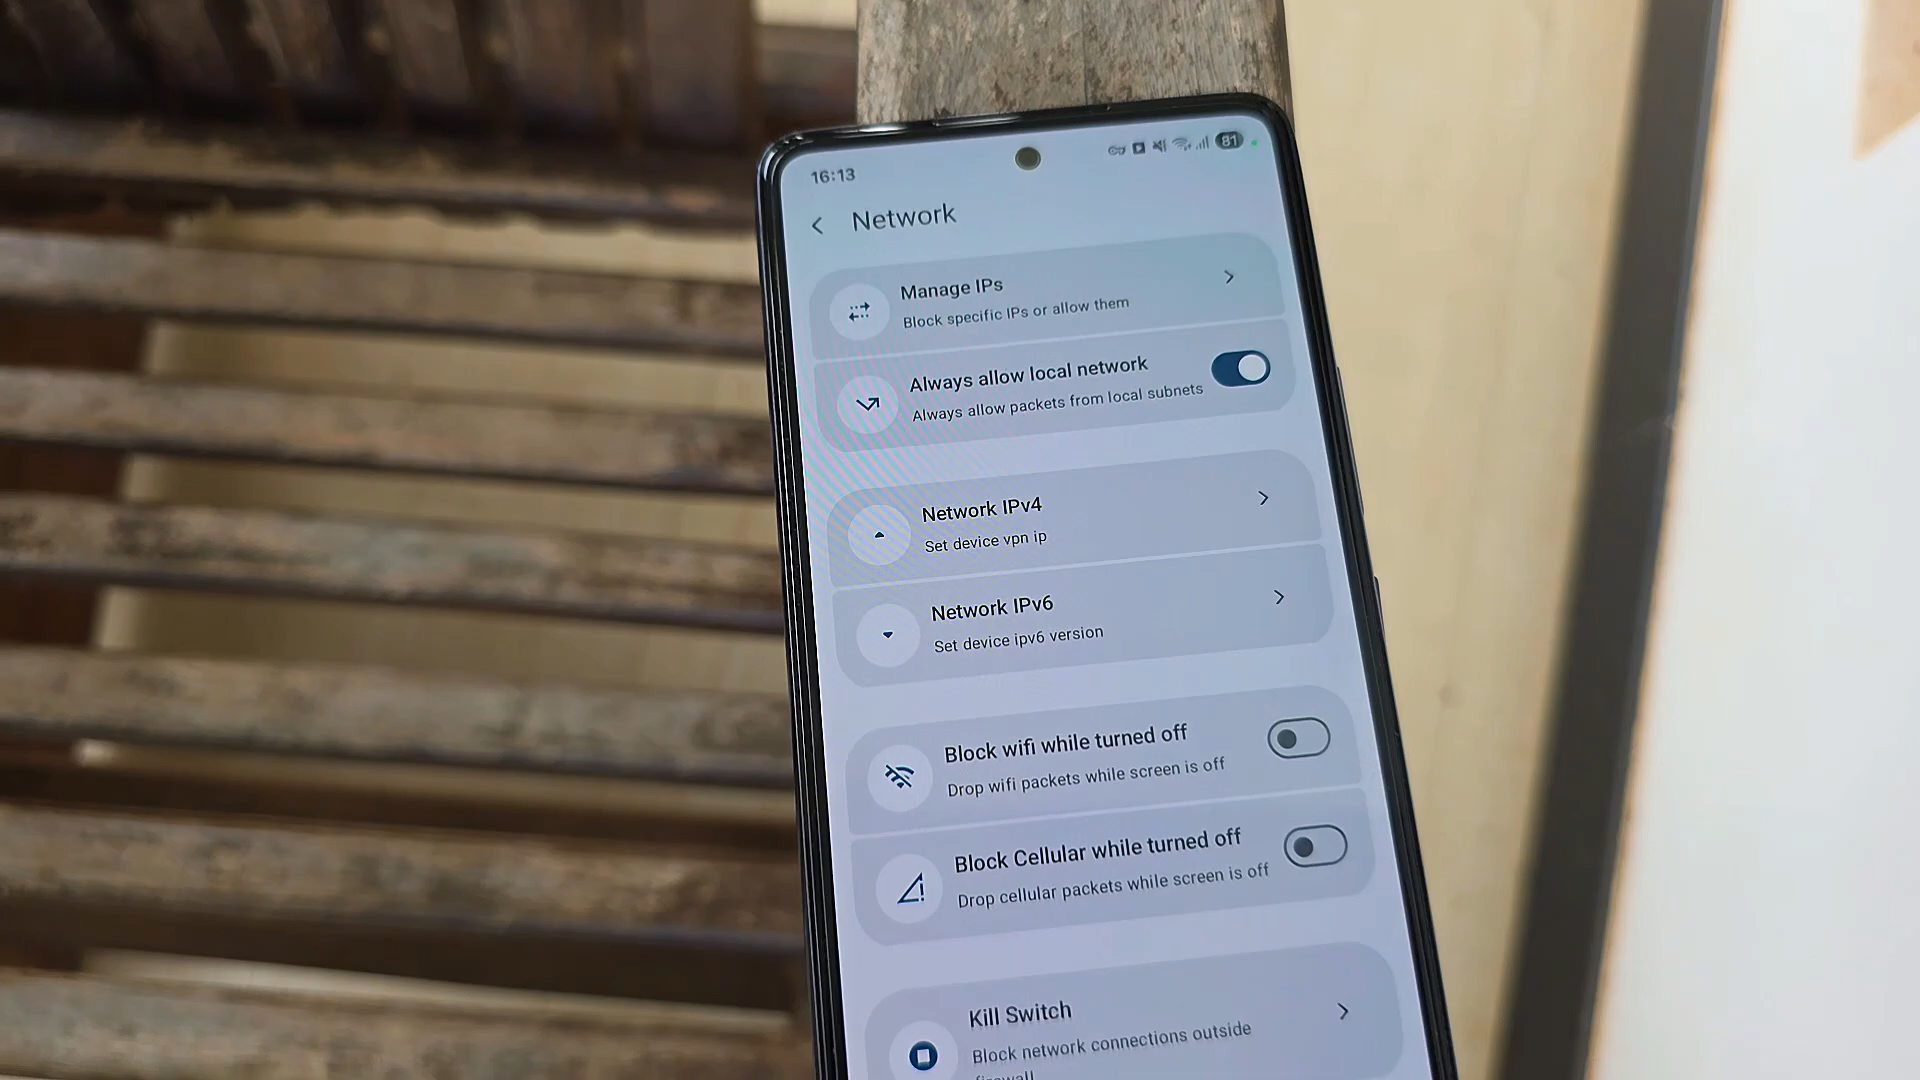 16:13
81
Network
Manage IPs
Block specific IPs or allow them
Always allow local network
Always allow packets from local subnets
Network IPv4
Set device vpn ip
Network IPv6
Set device ipv6 version
Block wifi while turned off
Drop wifi packets while screen is off
Block Cellular while turned off
Drop cellular packets while screen is off
Kill Switch
Block network connections outside
firewall